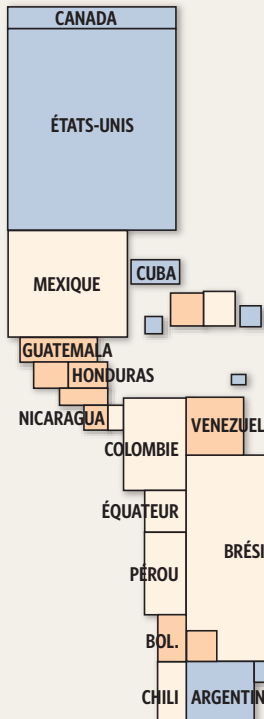 CANADA
ÉTATS-UNIS
MEXIQUE
CUBA
GUATEMALA
HONDURAS
NICARAGUA
COLOMBIE
VENEZUEL
ÉQUATEUR
PÉROU
BRÉSI
BOL.
CHILI
ARGENTIN